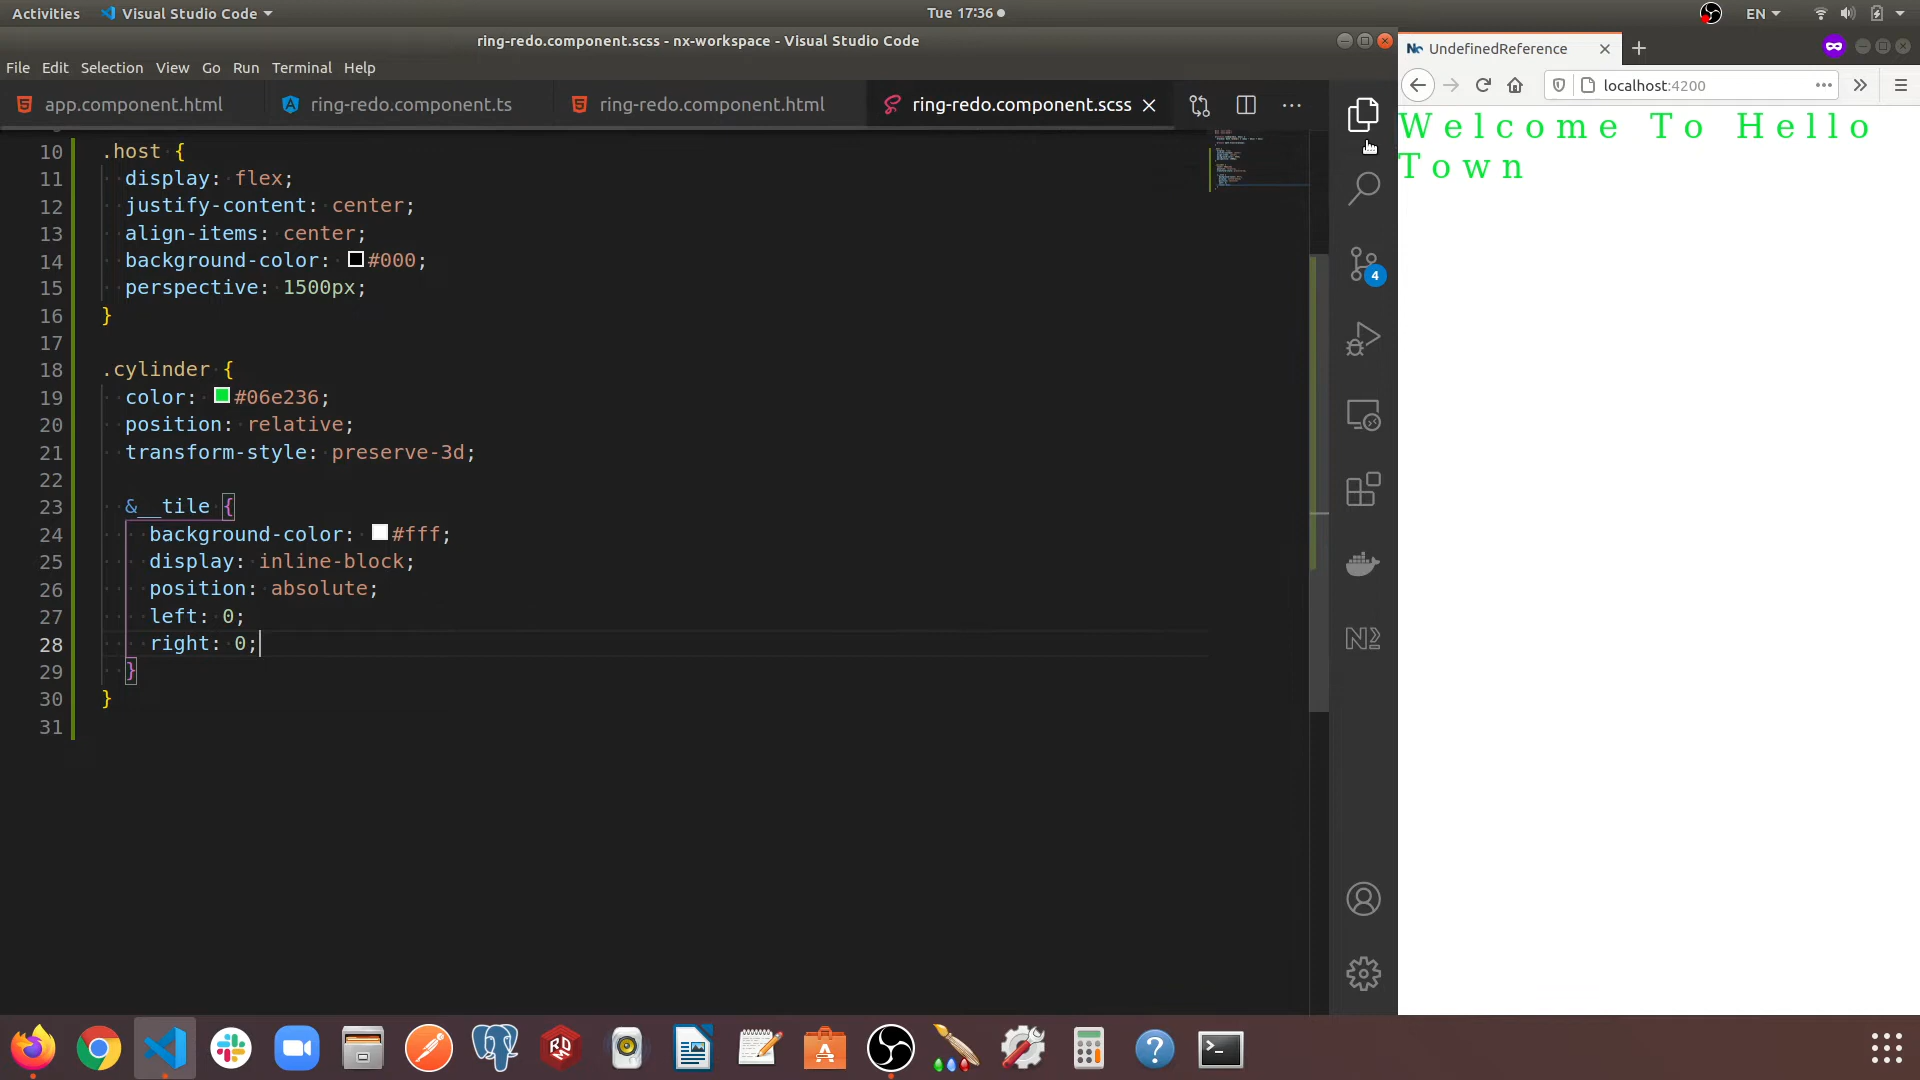 Activities Visual Studio Code Tue 17:36 EN
ring-redo.component.scss - nx-workspace - Visual Studio Code
File Edit Selection View Go Run Terminal Help
app.component.html ring-redo.component.ts ring-redo.component.html ring-redo.component.scss
10 .host {
11 display: flex;
12 justify-content: center;
13 align-items: center;
14 background-color: #000;
15 perspective: 1500px;
16 }
17
18 .cylinder {
19 color: #06e236;
20 position: relative;
21 transform-style: preserve-3d;
22
23 &__tile {
24 background-color: #fff;
25 display: inline-block;
26 position: absolute;
27 left: 0;
28 right: 0;
29 }
30 }
31
4
UndefinedReference
localhost:4200
Welcome To Hello
Town